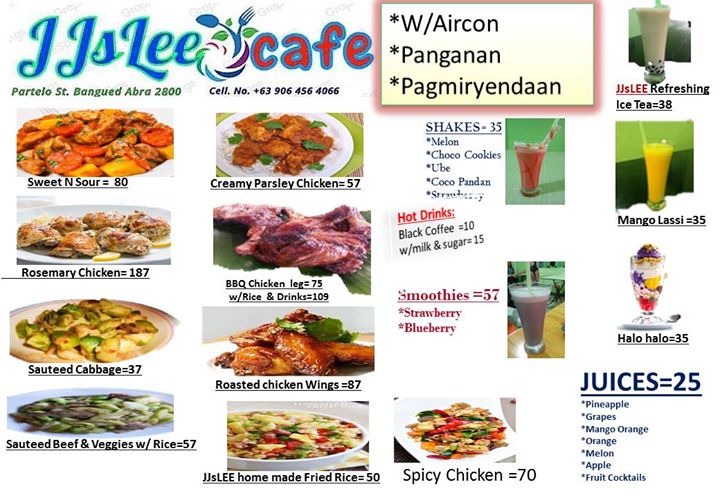 JJsLee cafe
Partelo St. Bangued Abra 2800 Cell. No. +63 906 456 4066
*W/Aircon
*Panganan
*Pagmiryendaan
JJsLEE Refreshing
Ice Tea=38
Sweet N Sour = 80
Creamy Parsley Chicken= 57
SHAKES= 35
*Melon
*Choco Cookies
*Ube
*Coco Pandan
*Strawberry
Mango Lassi =35
Hot Drinks:
Black Coffee =10
w/milk & sugar= 15
Rosemary Chicken= 187
BBQ Chicken leg= 75
w/Rice & Drinks=109
Smoothies =57
*Strawberry
*Blueberry
Halo halo=35
Sauteed Cabbage=37
Roasted chicken Wings =87
JUICES=25
*Pineapple
*Grapes
*Mango Orange
*Orange
*Melon
*Apple
*Fruit Cocktails
Sauteed Beef & Veggies w/ Rice=57
JJsLEE home made Fried Rice= 50
Spicy Chicken =70